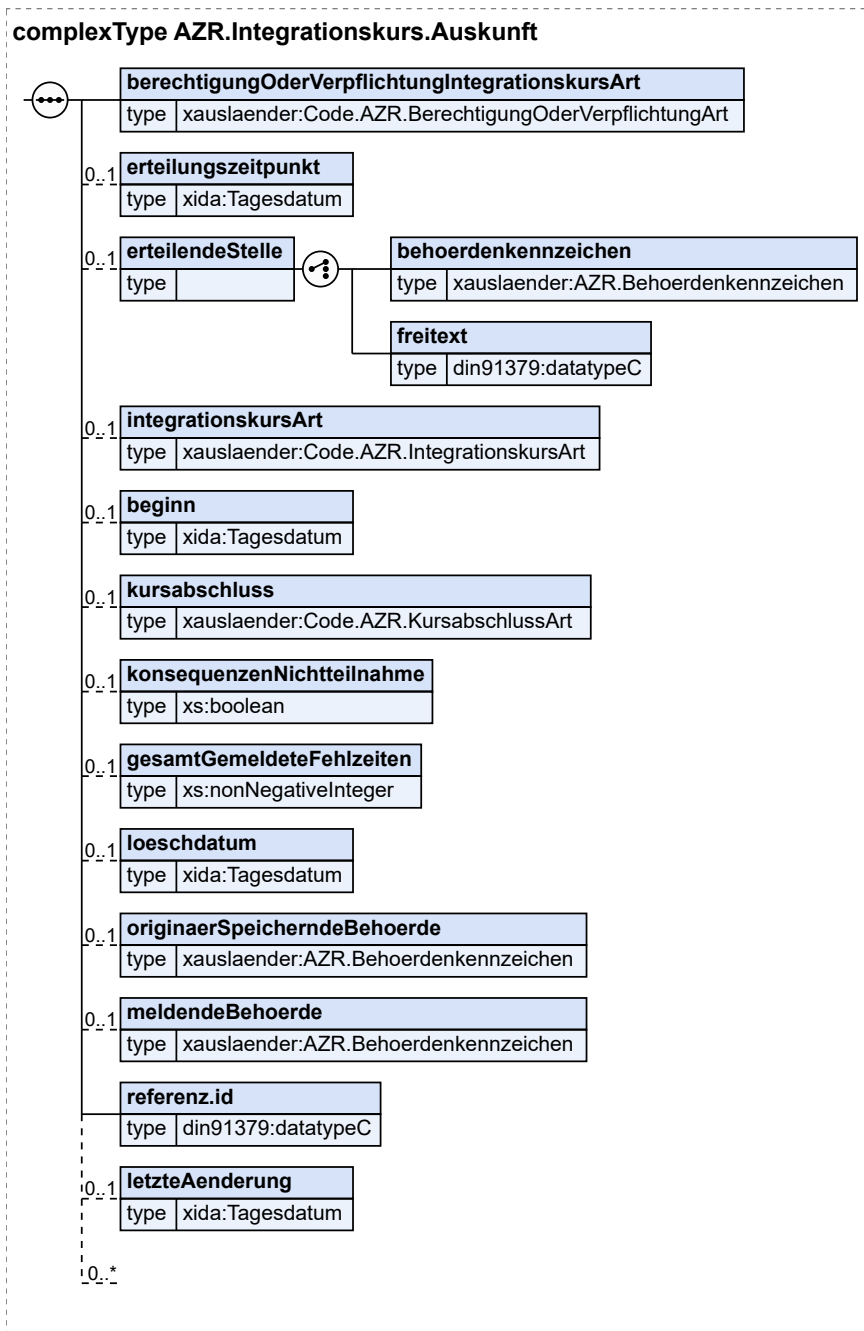 complexType AZR.Integrationskurs.Auskunft
berechtigungOderVerpflichtungIntegrationskursArt
type xauslaender:Code.AZR.BerechtigungOderVerpflichtungArt
0..1 erteilungszeitpunkt
type xida:Tagesdatum
0..1 erteilendeStelle
type
behoerdenkennzeichen
type xauslaender:AZR.Behoerdenkennzeichen
freitext
type din91379:datatypeC
0..1 integrationskursArt
type xauslaender:Code.AZR.IntegrationskursArt
0..1 beginn
type xida:Tagesdatum
0..1 kursabschluss
type xauslaender:Code.AZR.KursabschlussArt
0..1 konsequenzenNichtteilnahme
type xs:boolean
0..1 gesamtGemeldeteFehlzeiten
type xs:nonNegativeInteger
0..1 loeschdatum
type xida:Tagesdatum
0..1 originaerSpeicherndeBehoerde
type xauslaender:AZR.Behoerdenkennzeichen
0..1 meldendeBehoerde
type xauslaender:AZR.Behoerdenkennzeichen
referenz.id
type din91379:datatypeC
0..1 letzteAenderung
type xida:Tagesdatum
0..*